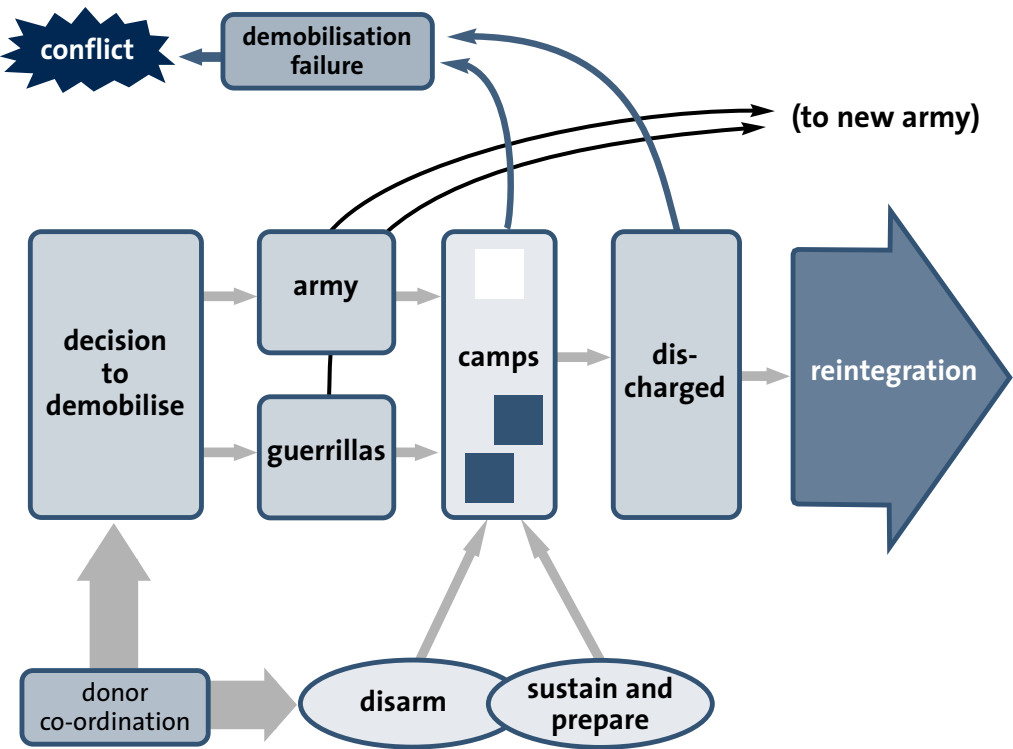 conflict
demobilisation
failure
(to new army)
decision
to
demobilise
army
guerrillas
camps
dis-
charged
reintegration
donor
co-ordination
disarm
sustain and
prepare